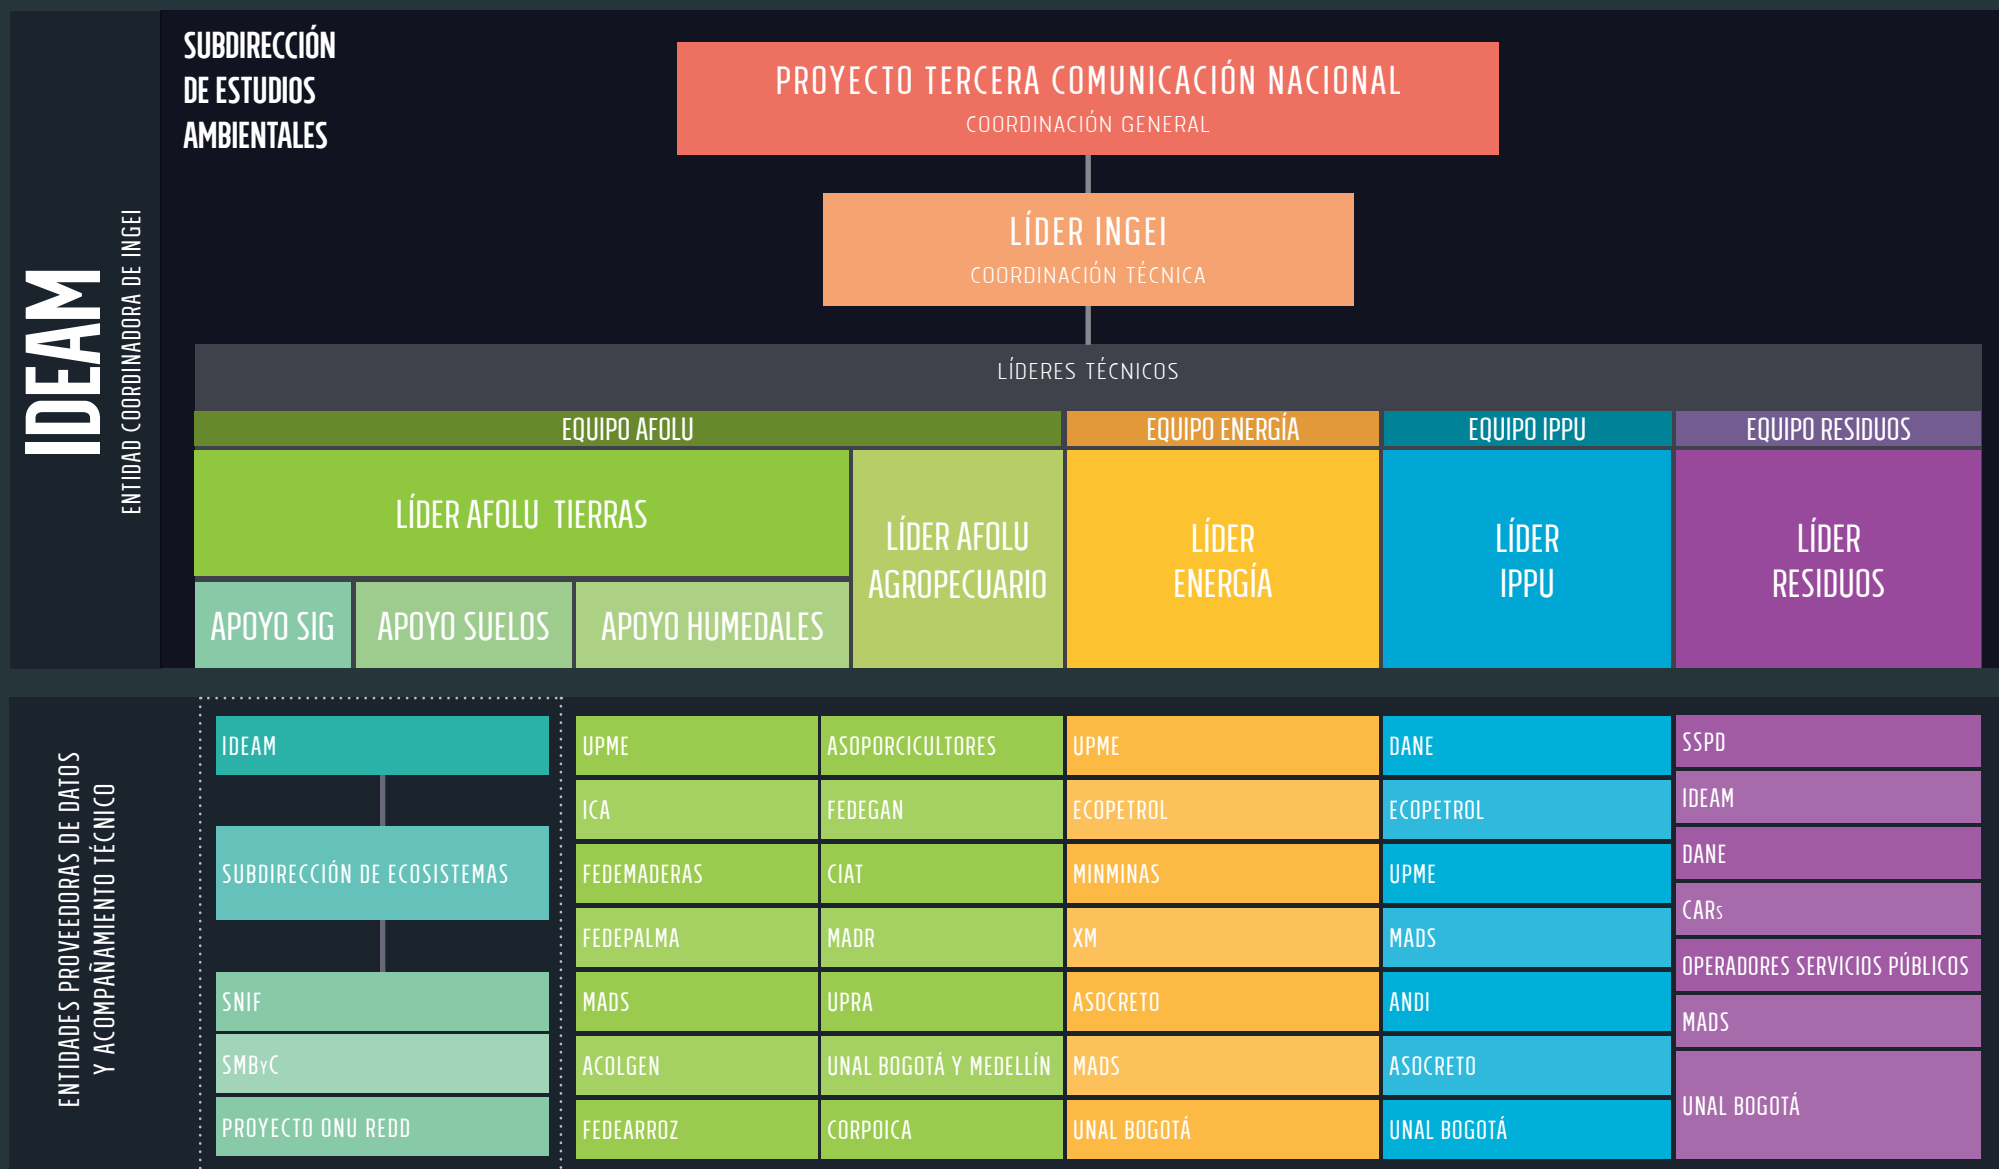 SUBDIRECCIÓN
DE ESTUDIOS
AMBIENTALES
PROYECTO TERCERA COMUNICACIÓN NACIONAL
COORDINACIÓN GENERAL
LÍDER INGEI
COORDINACIÓN TÉCNICA
IDEAM
ENTIDAD COORDINADORA DE INGEI
LÍDERES TÉCNICOS
EQUIPO AFOLU
EQUIPO ENERGÍA
EQUIPO IPPU
EQUIPO RESIDUOS
LÍDER AFOLU TIERRAS
APOYO SIG
APOYO SUELOS
APOYO HUMEDALES
LÍDER AFOLU
AGROPECUARIO
LÍDER
ENERGÍA
LÍDER
IPPU
LÍDER
RESIDUOS
ENTIDADES PROVEEDORAS DE DATOS
Y ACOMPAÑAMIENTO TÉCNICO
IDEAM
SUBDIRECCIÓN DE ECOSISTEMAS
SNIF
SMByC
PROYECTO ONU REDD
UPME
ICA
FEDEMADERAS
FEDEPALMA
MADS
ACOLGEN
FEDEARROZ
ASOPORCICULTORES
FEDEGAN
CIAT
MADR
UPRA
UNAL BOGOTÁ Y MEDELLÍN
CORPOICA
UPME
ECOPETROL
MINMINAS
XM
ASOCRETO
MADS
UNAL BOGOTÁ
DANE
ECOPETROL
UPME
MADS
ANDI
ASOCRETO
UNAL BOGOTÁ
SSPD
IDEAM
DANE
CARs
OPERADORES SERVICIOS PÚBLICOS
MADS
UNAL BOGOTÁ